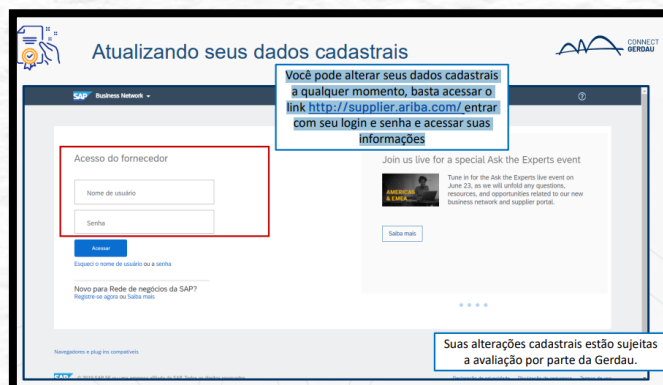 Atualizando seus dados cadastrais
CONNECT
GERDAU
Você pode alterar seus dados cadastrais
a qualquer momento, basta acessar o
link http://supplier.ariba.com/ entrar
com seu login e senha e acessar suas
informações
SAP Business Network
Acesso do fornecedor
Nome de usuário
Senha
Acessar
Esqueci o nome de usuário ou a senha
Novo para Rede de negócios da SAP?
Registre-se agora ou Saiba mais
Join us live for a special Ask the Experts event
AMERICAS
& EMEA
Tune in for the Ask the Experts live event on
June 23, as we will unfold any questions,
resources, and opportunities related to our new
business network and supplier portal.
Saiba mais
Suas alterações cadastrais estão sujeitas
a avaliação por parte da Gerdau.
Navegadores e plug-ins compatíveis
SAP